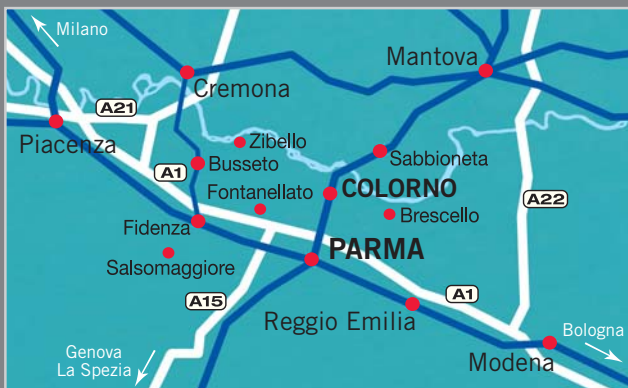 Milano
Mantova
Cremona
A21
Zibello
Piacenza
Sabbioneta
Busseto
A1
COLORNO
Fontanellato
A22
Brescello
Fidenza
PARMA
Salsomaggiore
A15
A1
Reggio Emilia
Bologna
Genova
La Spezia
Modena